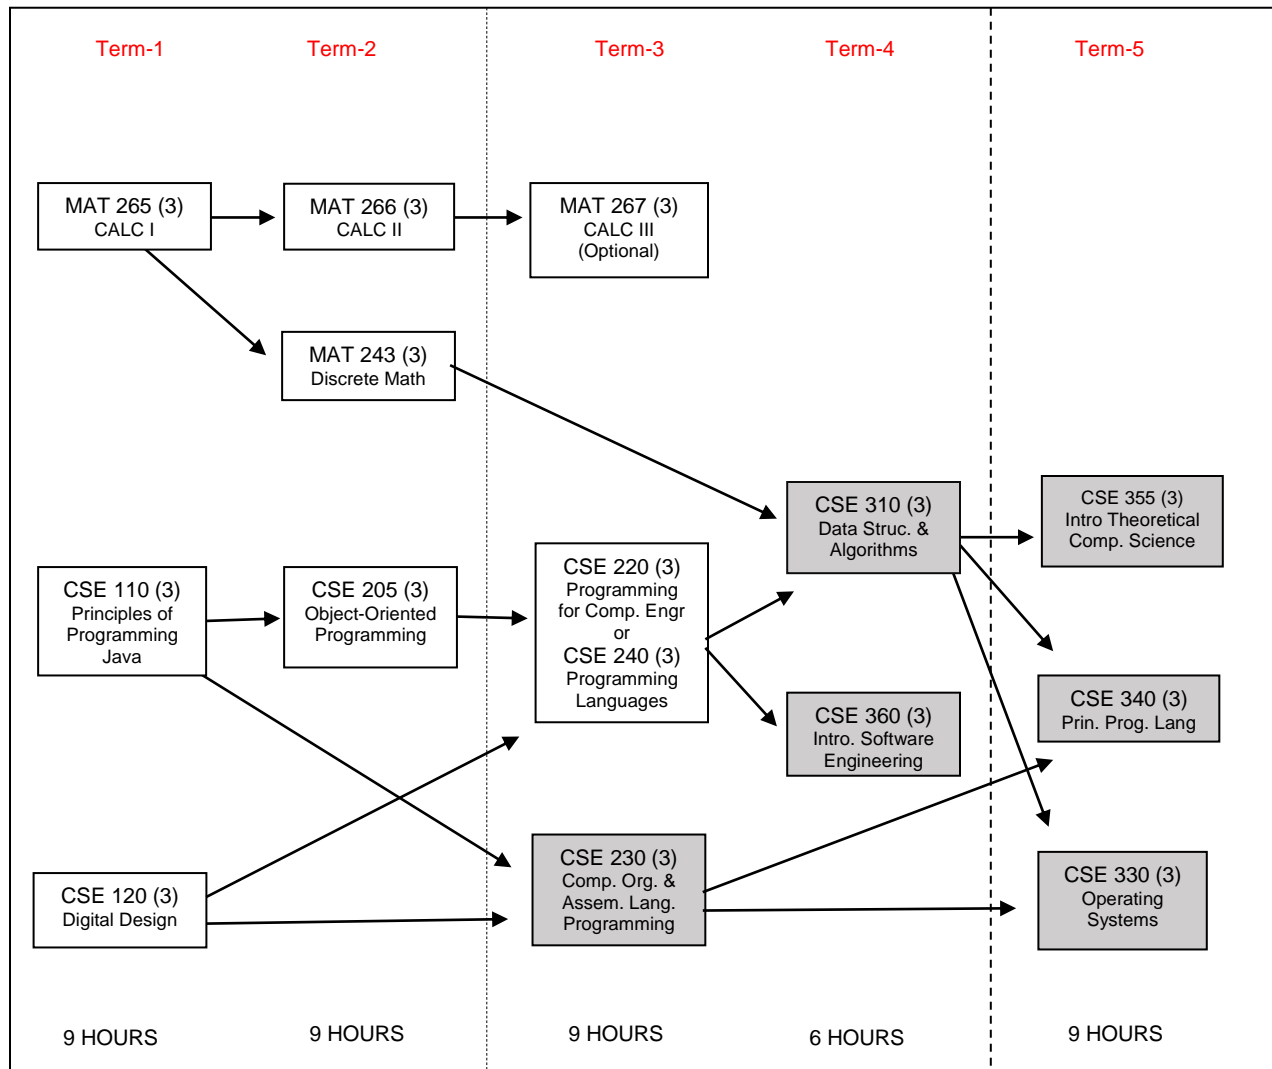 Term-1
Term-2
Term-3
Term-4
Term-5
MAT 265 (3)
CALC I
MAT 266 (3)
CALC II
MAT 267 (3)
CALC III
(Optional)
MAT 243 (3)
Discrete Math
CSE 310 (3)
Data Struc. &
Algorithms
CSE 355 (3)
Intro Theoretical
Comp. Science
CSE 110 (3)
Principles of
Programming
Java
CSE 205 (3)
Object-Oriented
Programming
CSE 220 (3)
Programming
for Comp. Engr
or
CSE 240 (3)
Programming
Languages
CSE 360 (3)
Intro. Software
Engineering
CSE 340 (3)
Prin. Prog. Lang
CSE 120 (3)
Digital Design
CSE 230 (3)
Comp. Org. &
Assem. Lang.
Programming
CSE 330 (3)
Operating
Systems
9 HOURS
9 HOURS
9 HOURS
6 HOURS
9 HOURS